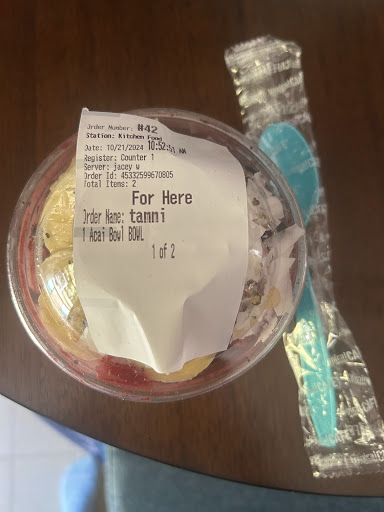 Order Number: #42
Station: Kitchen Food
Date: 10/21/2024 10:52:51 AM
Register: Counter 1
Server: jacey w
Order Id: 45332599670805
Total Items: 2
For Here
Order Name: tammi
1 Acai Bowl BOWL
1 of 2